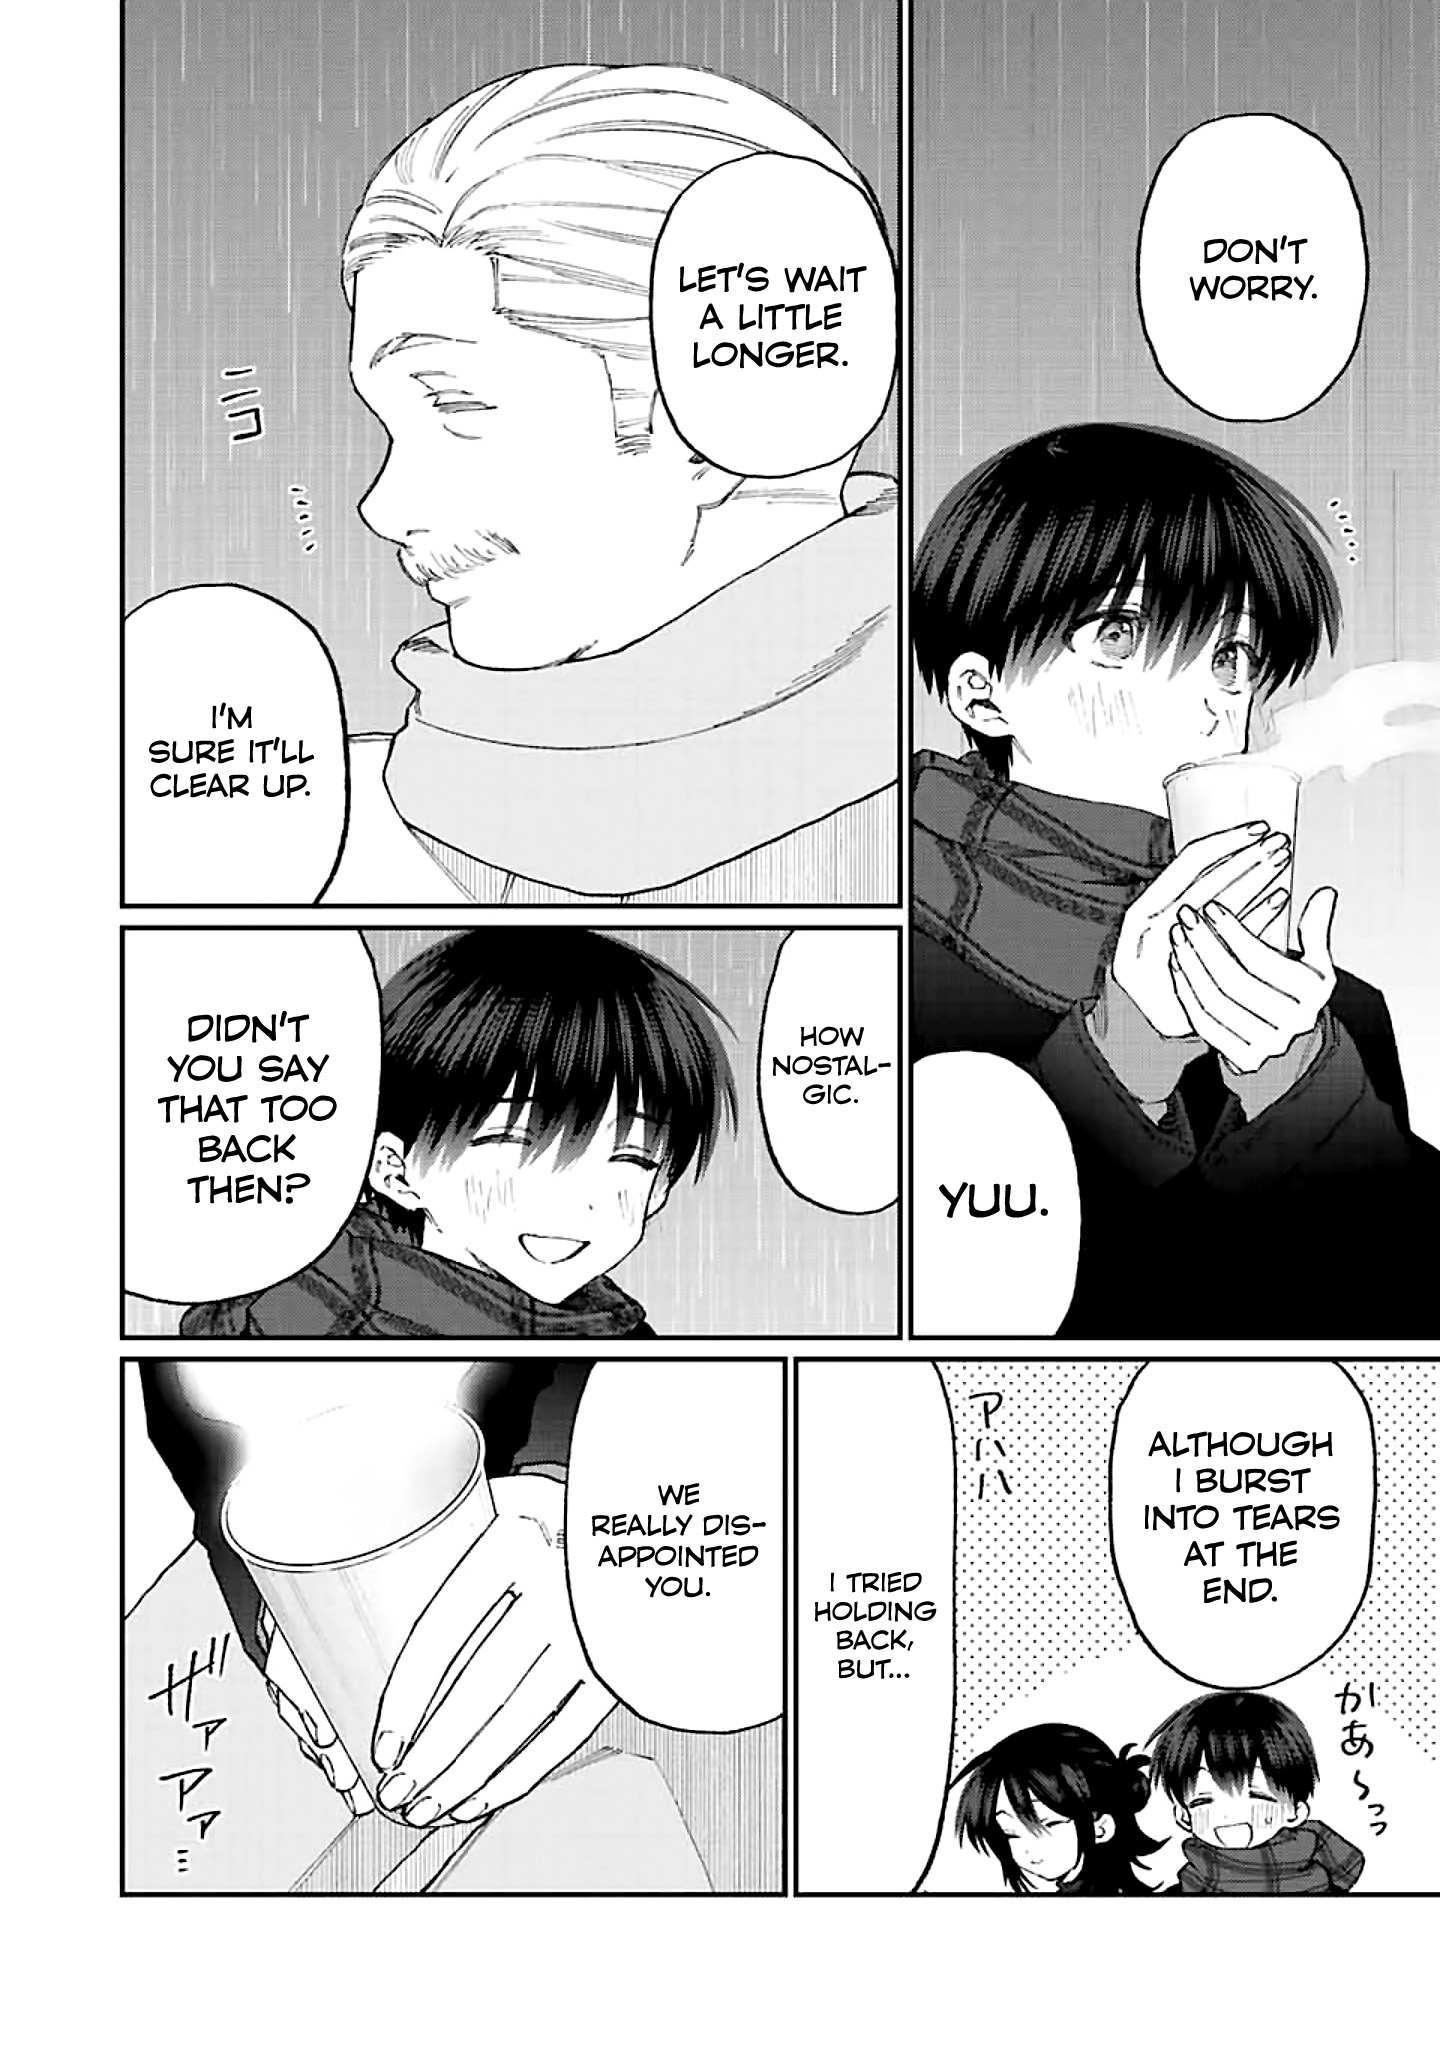 DON'T
WORRY.
YUU.
LET'S WAIT
A LITTLE
LONGER.
ニコ
I'M
SURE IT'LL
CLEAR UP.
HOW
NOSTAL-
GIC.
DIDN'T
YOU SAY
THAT TOO
BACK
THEN?
ALTHOUGH
I BURST
INTO TEARS
AT THE
END.
かあ～っっ
アハハ
I TRIED
HOLDING
BACK,
BUT...
WE
REALLY DIS-
APPOINTED
YOU.
ザァァ
アァ…